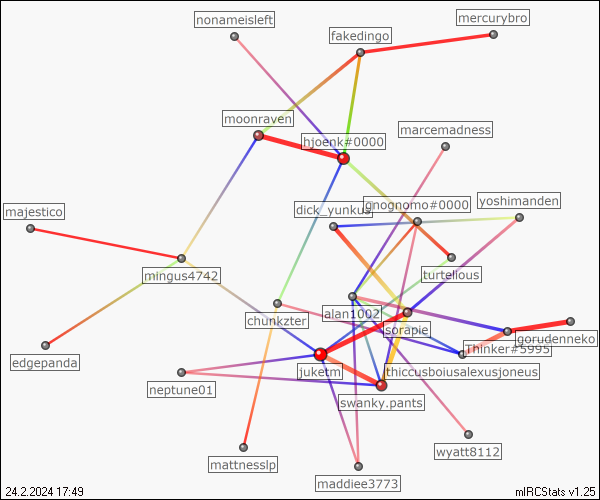 nonameisleft
mercurybro
fakedingo
moonraven
marcemadness
hjoenk#0000
yoshimanden
majestico
dick_yunkus
gnognomo#0000
mingus4742
turtelious
chunkzter
alan1002
sorapie
gorudenneko
Thinker#5995
edgepanda
juketm
thiccusboiusalexusjoneus
neptune01
swanky.pants
mattnesslp
wyatt8112
maddiee3773
24.2.2024 17:49
mIRCStats v1.25